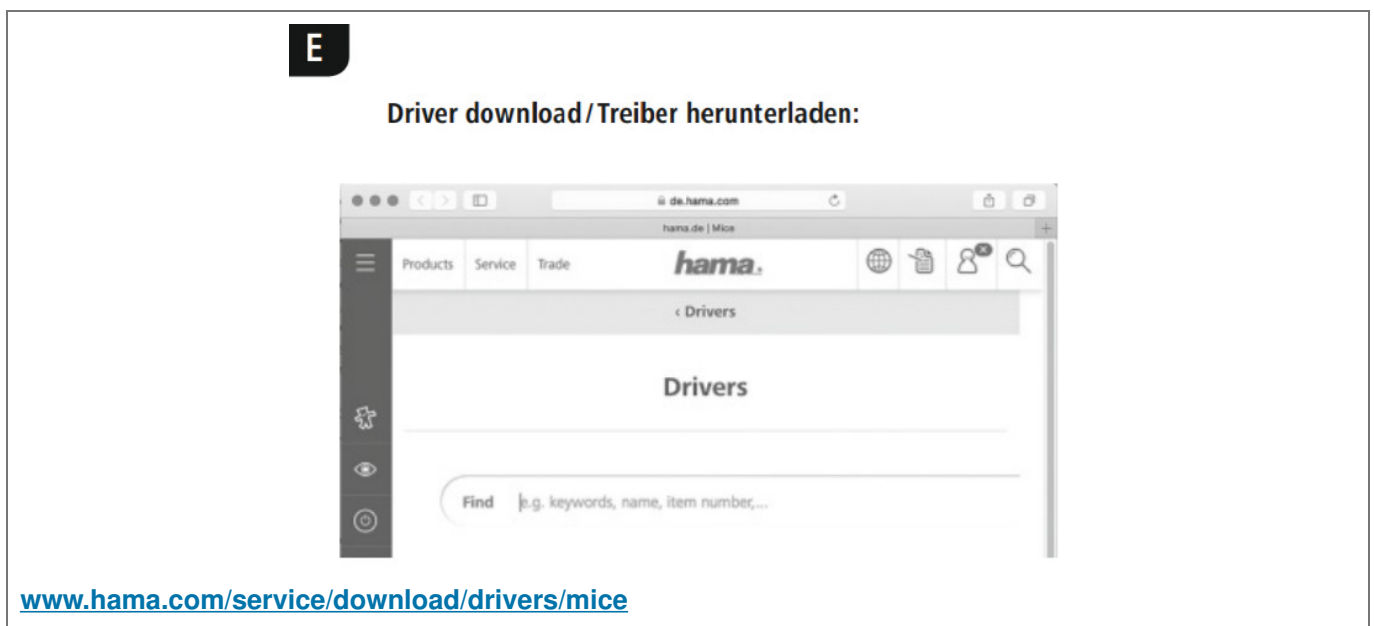 E
Driver download / Treiber herunterladen:
de.hama.com
hama.de | Mice
Products Service Trade hama.
‹ Drivers
Drivers
Find e.g. keywords, name, item number,...
www.hama.com/service/download/drivers/mice